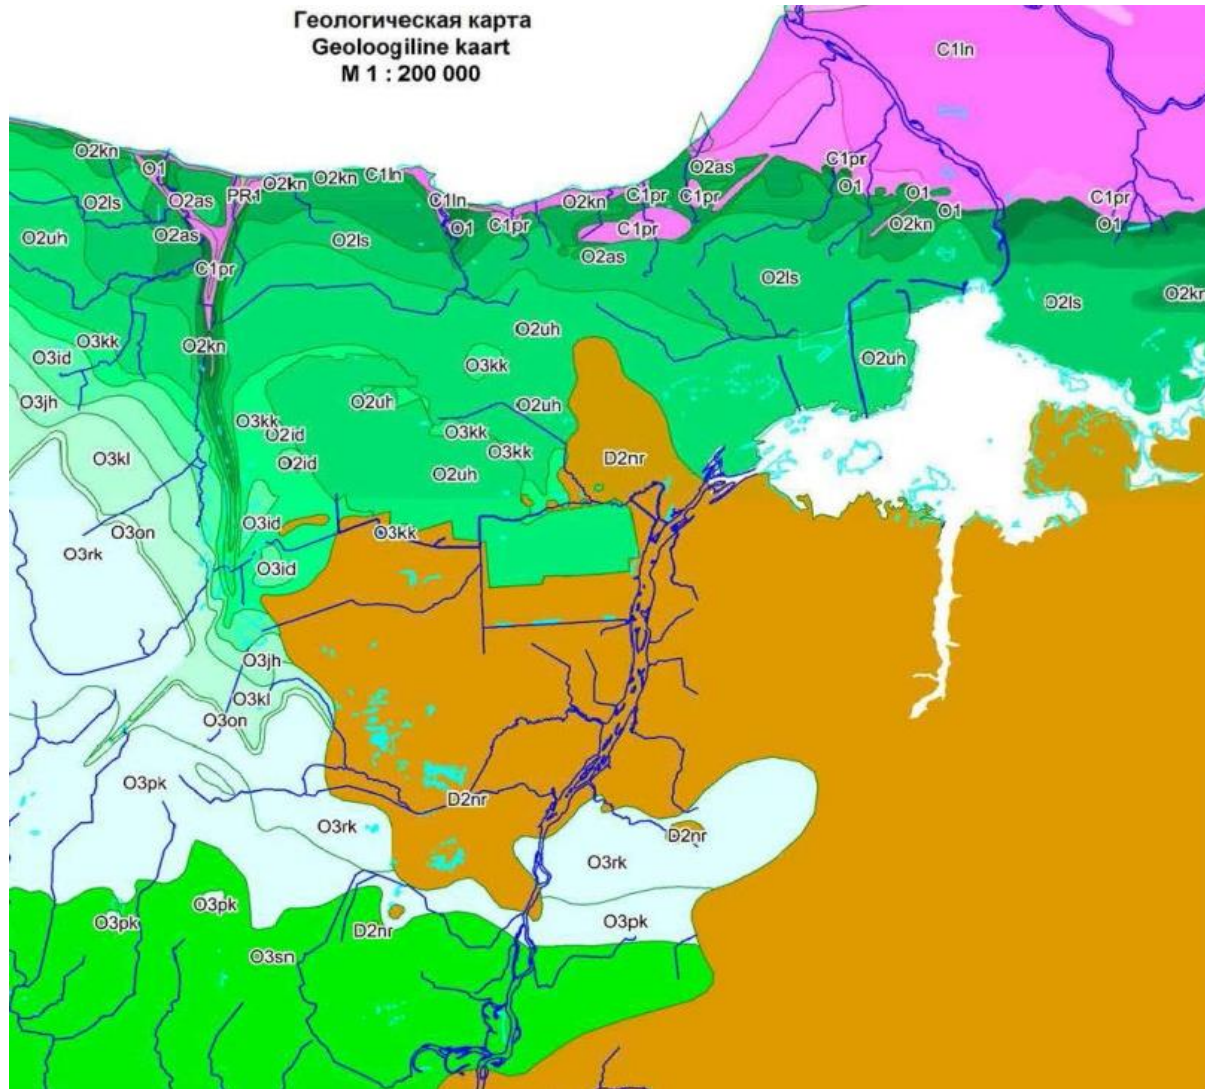 Геологическая карта
Geoloogiline kaart
M 1 : 200 000
C1ln
O2kn
O1
O2as
C1pr
O2kn
O2kn
C1ln
PR1
O2kn
C1pr
C1pr
O1
O1
C1pr
O2ls
O2as
C1ln
O1
C1pr
C1pr
O2kn
O1
O1
O2uh
O2as
O2ls
O2as
C1pr
O2ls
O2ls
O2kn
O3kk
O2uh
O3id
O2kn
O3kk
O2uh
O3jh
O2uh
O2uh
O3kk
O2id
O3kk
O3kl
O2id
O3kk
D2nr
O2uh
O3id
O3on
O3kk
O3rk
O3id
O3jh
O3kl
O3on
O3pk
D2nr
O3rk
D2nr
O3rk
O3pk
O3pk
O3pk
D2nr
O3sn